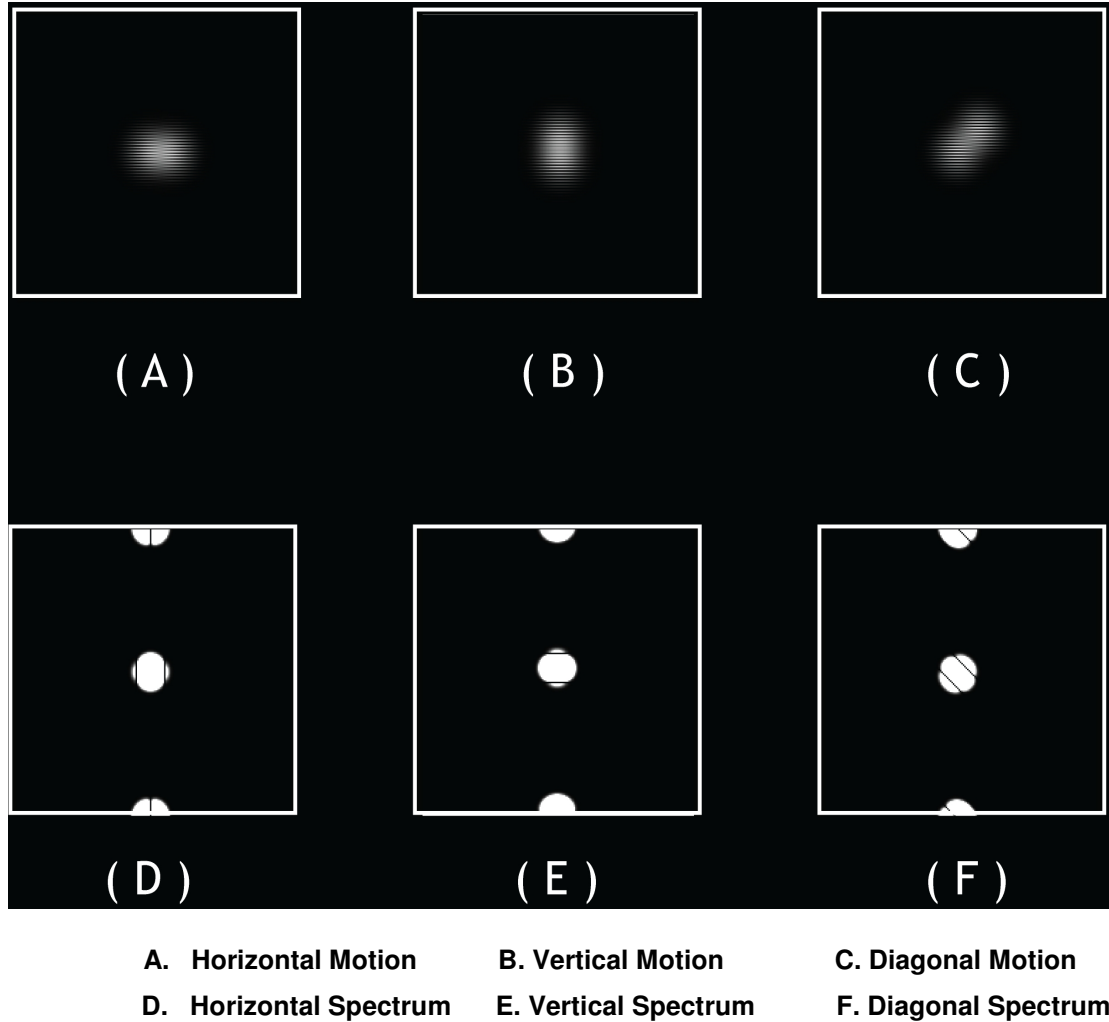 ( A ) ( B ) ( C )
( D ) ( E ) ( F )
A. Horizontal Motion B. Vertical Motion C. Diagonal Motion
D. Horizontal Spectrum E. Vertical Spectrum F. Diagonal Spectrum